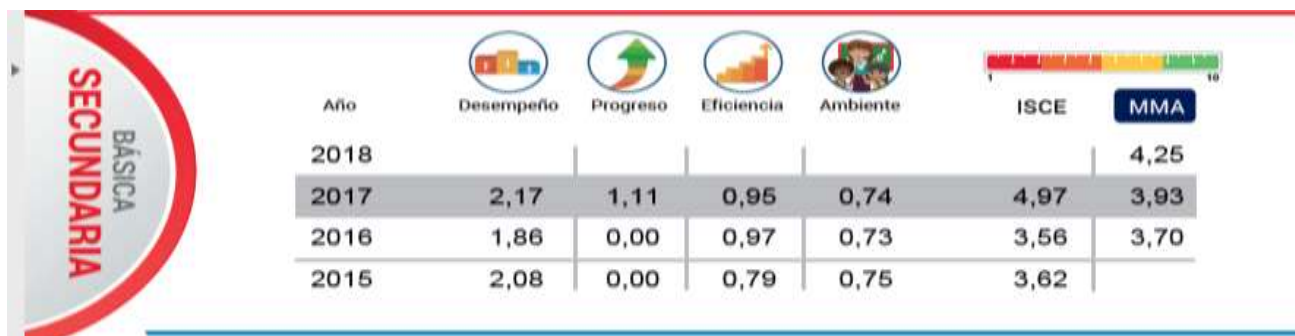 BÁSICA
SECUNDARIA
1 10
Año Desempeño Progreso Eficiencia Ambiente ISCE MMA
2018 4,25
2017 2,17 1,11 0,95 0,74 4,97 3,93
2016 1,86 0,00 0,97 0,73 3,56 3,70
2015 2,08 0,00 0,79 0,75 3,62